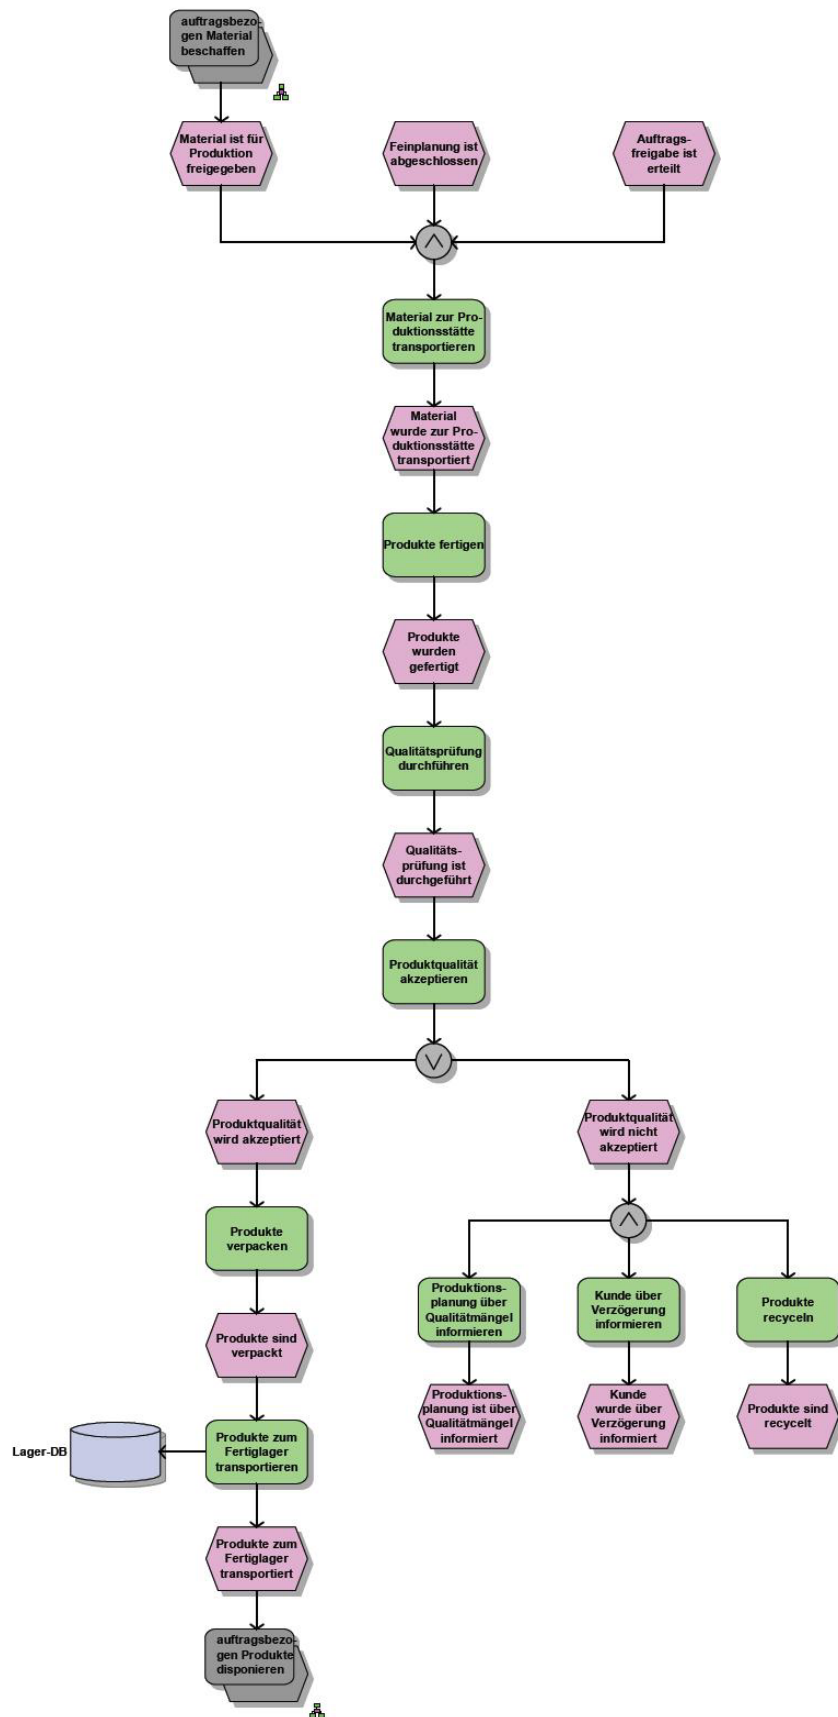 auftragsbezo-
gen Material
beschaffen
Material ist für
Produktion
freigegeben
Feinplanung ist
abgeschlossen
Auftrags-
freigabe ist
erteilt
Material zur Pro-
duktionsstätte
transportieren
Material
wurde zur Pro-
duktionsstätte
transportiert
Produkte fertigen
Produkte
wurden
gefertigt
Qualitätsprüfung
durchführen
Qualitäts-
prüfung ist
durchgeführt
Produktqualität
akzeptieren
Produktqualität
wird akzeptiert
Produktqualität
wird nicht
akzeptiert
Produkte
verpacken
Produktions-
planung über
Qualitätmängel
informieren
Kunde über
Verzögerung
informieren
Produkte
recyceln
Produkte sind
verpackt
Produktions-
planung ist über
Qualitätmängel
informiert
Kunde
wurde über
Verzögerung
informiert
Produkte sind
recycelt
Lager-DB
Produkte zum
Fertiglager
transportieren
Produkte zum
Fertiglager
transportiert
auftragsbezo-
gen Produkte
disponieren